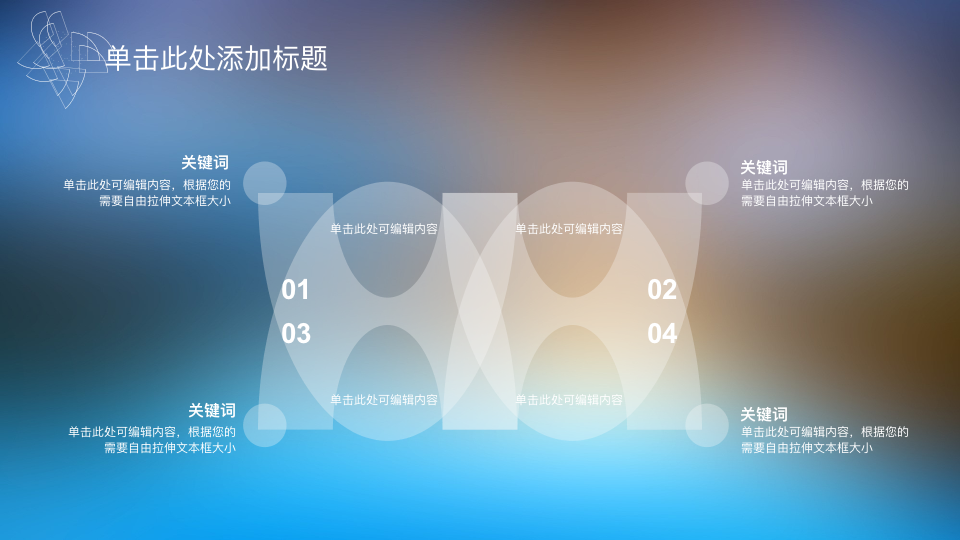 单击此处添加标题
关键词
单击此处可编辑内容，根据您的
需要自由拉伸文本框大小
关键词
单击此处可编辑内容，根据您的
需要自由拉伸文本框大小
单击此处可编辑内容
单击此处可编辑内容
01
02
03
04
单击此处可编辑内容
单击此处可编辑内容
关键词
单击此处可编辑内容，根据您的
需要自由拉伸文本框大小
关键词
单击此处可编辑内容，根据您的
需要自由拉伸文本框大小